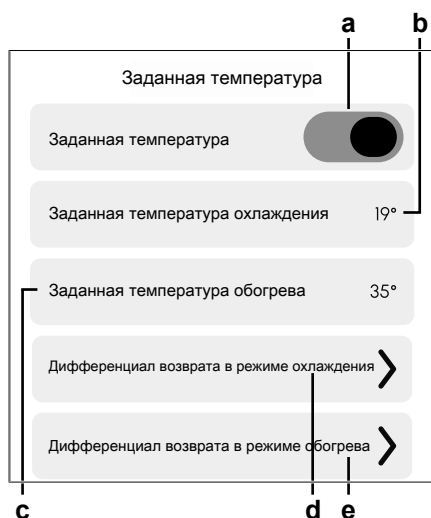 a b
Заданная температура
Заданная температура
Заданная температура охлаждения 19°
Заданная температура обогрева 35°
Дифференциал возврата в режиме охлаждения
Дифференциал возврата в режиме обогрева
c d e